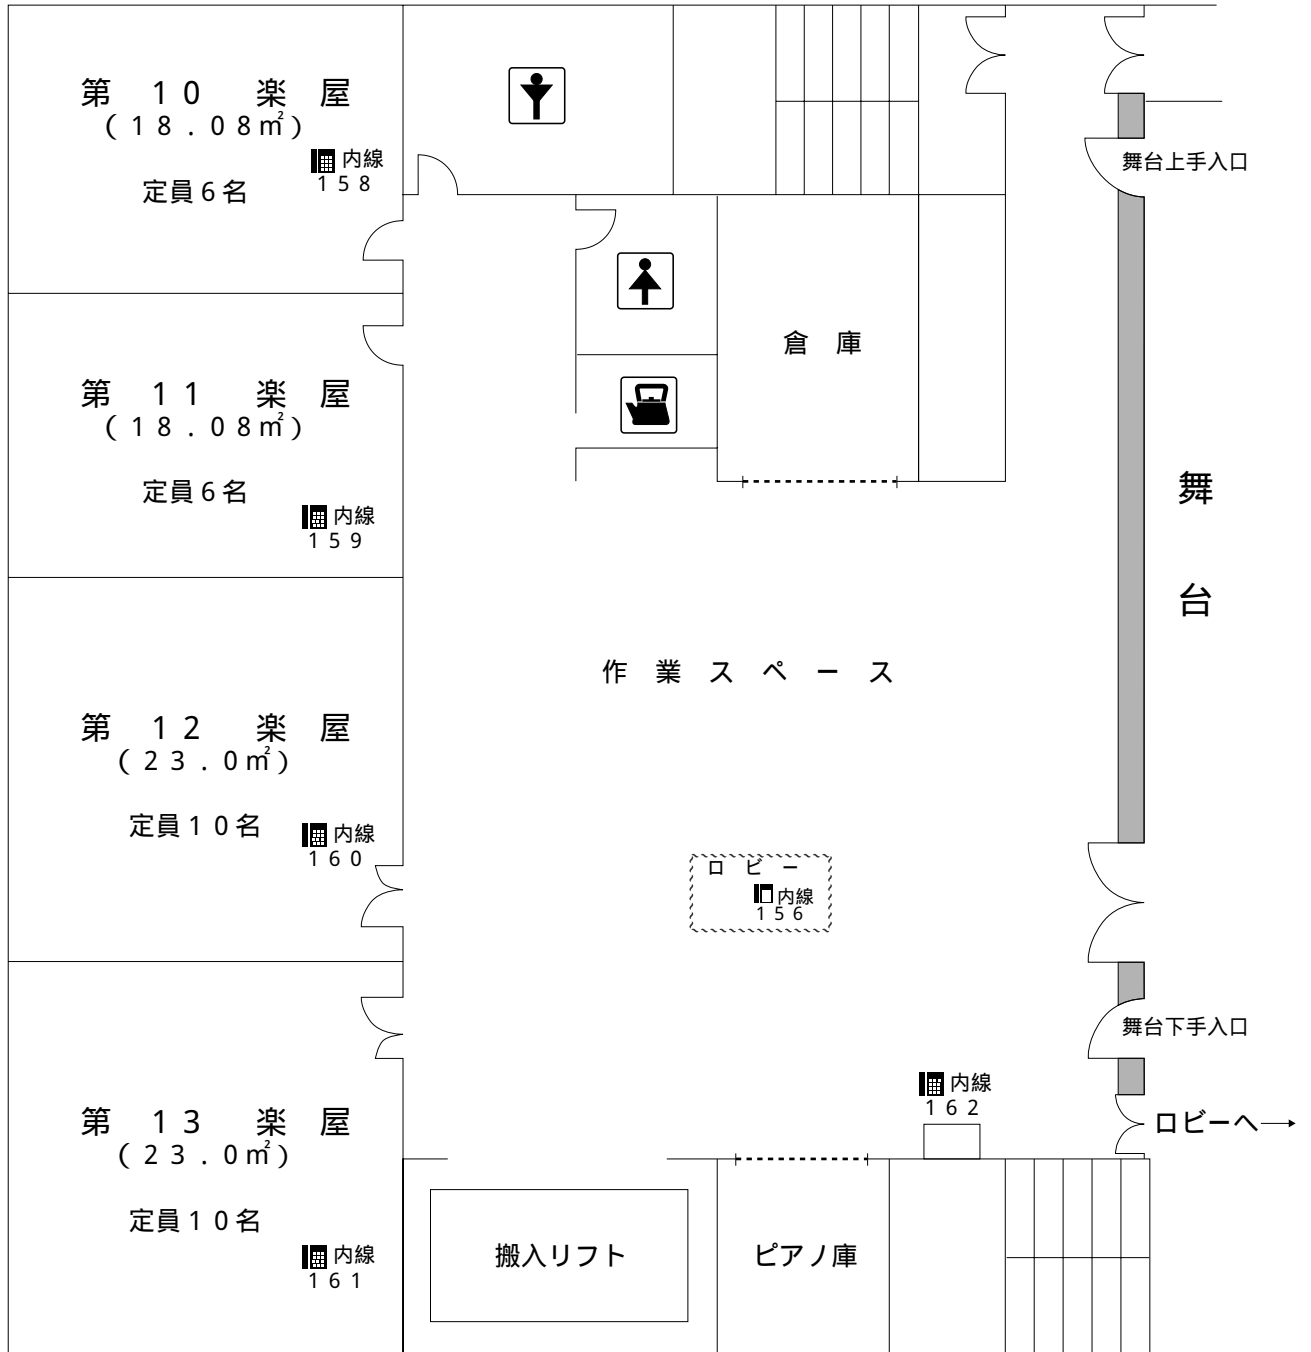 第 10 楽屋
(18.08㎡)
内線
158
定員6名
舞台上手入口
倉庫
第 11 楽屋
(18.08㎡)
定員6名
内線
159
舞台
作業スペース
第 12 楽屋
(23.0㎡)
定員10名
内線
160
ロビー
内線
156
舞台下手入口
内線
162
ロビーへ→
第 13 楽屋
(23.0㎡)
定員10名
内線
161
搬入リフト
ピアノ庫